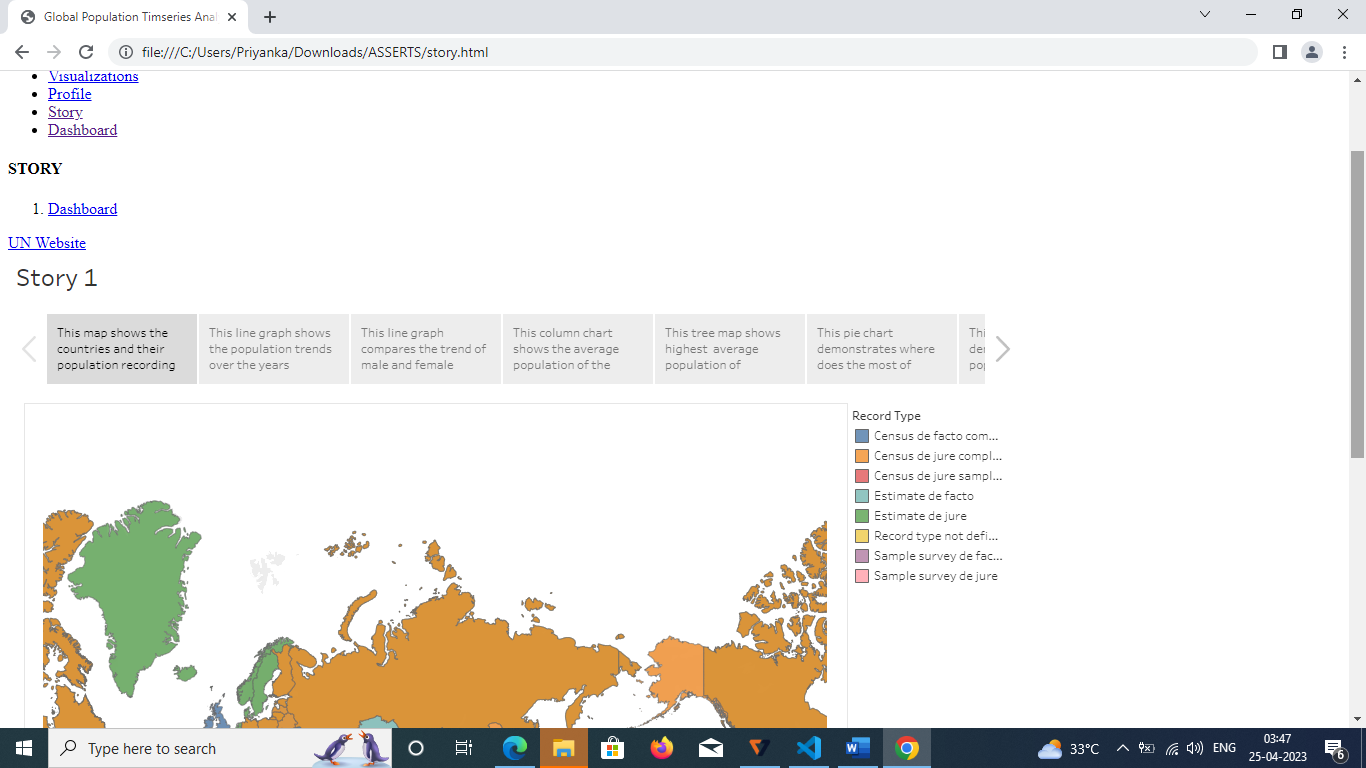 Global Population Timseries Anal
file:///C:/Users/Priyanka/Downloads/ASSERTS/story.html
Visualizations
Profile
Story
Dashboard
STORY
1. Dashboard
UN Website
Story 1
This map shows the
countries and their
population recording
This line graph shows
the population trends
over the years
This line graph
compares the trend of
male and female
This column chart
shows the average
population of the
This tree map shows
highest average
population of
This pie chart
demonstrates where
does the most of
Record Type
Census de facto com...
Census de jure compl...
Census de jure sampl...
Estimate de facto
Estimate de jure
Record type not defi...
Sample survey de fac...
Sample survey de jure
Type here to search
33°C
ENG
03:47
25-04-2023
6